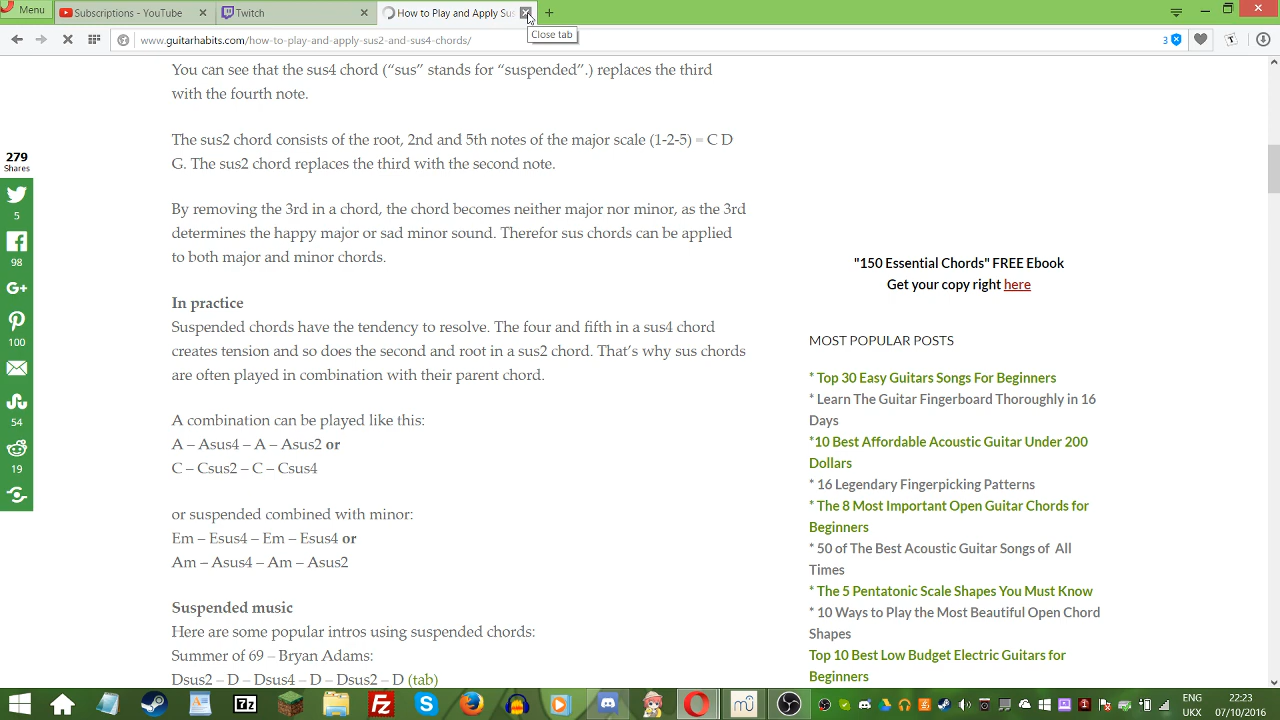 Menu
Subscriptions - YouTube
Twitch
How to Play and Apply Sus
Close tab
www.guitarhabits.com/how-to-play-and-apply-sus2-and-sus4-chords/
3
You can see that the sus4 chord (“sus” stands for “suspended”.) replaces the third
with the fourth note.
The sus2 chord consists of the root, 2nd and 5th notes of the major scale (1-2-5) = C D
G. The sus2 chord replaces the third with the second note.
By removing the 3rd in a chord, the chord becomes neither major nor minor, as the 3rd
determines the happy major or sad minor sound. Therefor sus chords can be applied
to both major and minor chords.
In practice
Suspended chords have the tendency to resolve. The four and fifth in a sus4 chord
creates tension and so does the second and root in a sus2 chord. That’s why sus chords
are often played in combination with their parent chord.
A combination can be played like this:
A – Asus4 – A – Asus2 or
C – Csus2 – C – Csus4
or suspended combined with minor:
Em – Esus4 – Em – Esus4 or
Am – Asus4 – Am – Asus2
Suspended music
Here are some popular intros using suspended chords:
Summer of 69 – Bryan Adams:
Dsus2 – D – Dsus4 – D – Dsus2 – D (tab)
279
Shares
5
98
G+
100
54
19
"150 Essential Chords" FREE Ebook
Get your copy right here
MOST POPULAR POSTS
* Top 30 Easy Guitars Songs For Beginners
* Learn The Guitar Fingerboard Thoroughly in 16
Days
*10 Best Affordable Acoustic Guitar Under 200
Dollars
* 16 Legendary Fingerpicking Patterns
* The 8 Most Important Open Guitar Chords for
Beginners
* 50 of The Best Acoustic Guitar Songs of All
Times
* The 5 Pentatonic Scale Shapes You Must Know
* 10 Ways to Play the Most Beautiful Open Chord
Shapes
Top 10 Best Low Budget Electric Guitars for
Beginners
7z
FZ
ENG
UKX
22:23
07/10/2016